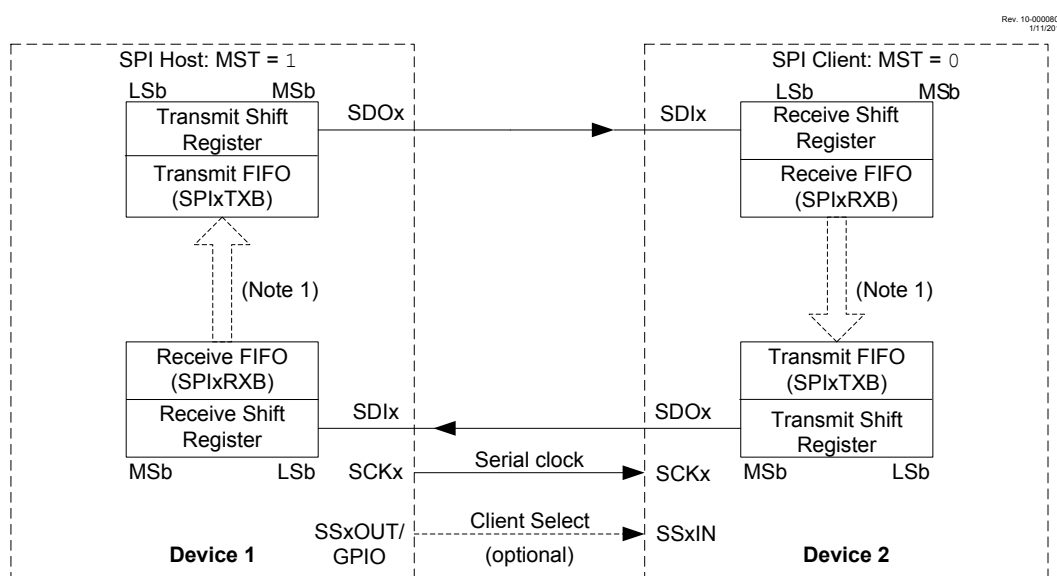 Rev. 10-000080
1/11/201
SPI Host: MST = 1
LSb MSb
Transmit Shift
Register
Transmit FIFO
(SPIxTXB)
SDOx
(Note 1)
Receive FIFO
(SPIxRXB)
Receive Shift
Register
MSb LSb
SDIx
SCKx
SSxOUT/
GPIO
Device 1
Serial clock
Client Select
(optional)
SPI Client: MST = 0
LSb MSb
SDIx
Receive Shift
Register
Receive FIFO
(SPIxRXB)
(Note 1)
Transmit FIFO
(SPIxTXB)
Transmit Shift
Register
SDOx
SCKx
MSb LSb
SSxIN
Device 2